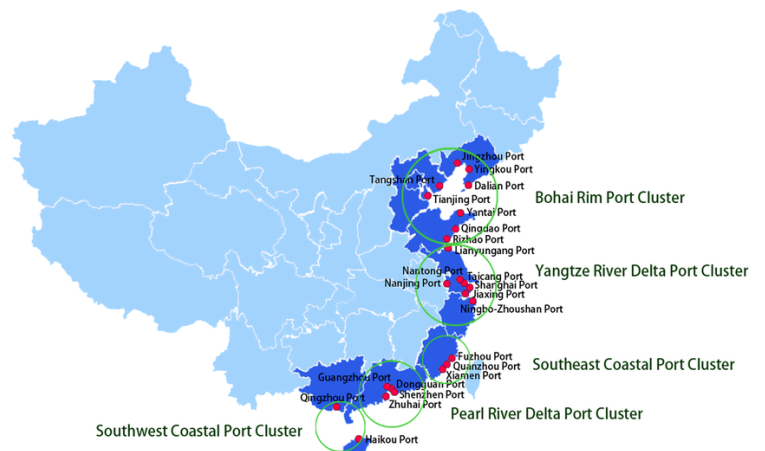 Jingzhou Port
Yingkou Port
Tangshan Port
Dalian Port
Tianjing Port
Bohai Rim Port Cluster
Yantai Port
Qingdao Port
Rizhao Port
Lianyungang Port
Nantong Port
Taicang Port
Yangtze River Delta Port Cluster
Nanjing Port
Shanghai Port
Jiaxing Port
Ningbo-Zhoushan Port
Fuzhou Port
Quanzhou Port
Southeast Coastal Port Cluster
Xiamen Port
Guangzhou Port
Dongguan Port
Qingzhou Port
Shenzhen Port
Zhuhai Port
Pearl River Delta Port Cluster
Southwest Coastal Port Cluster
Haikou Port